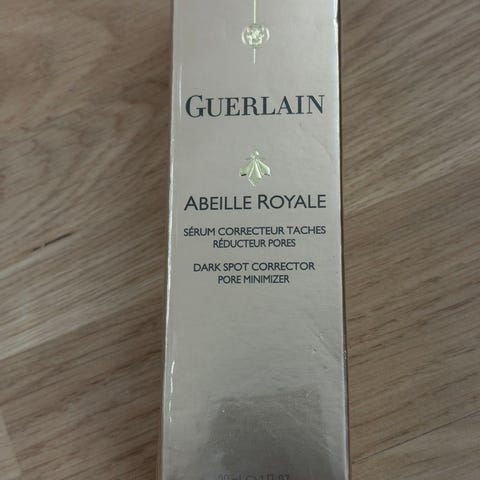 GUERLAIN
ABEILLE ROYALE
SÉRUM CORRECTEUR TACHES
RÉDUCTEUR PORES
DARK SPOT CORRECTOR
PORE MINIMIZER